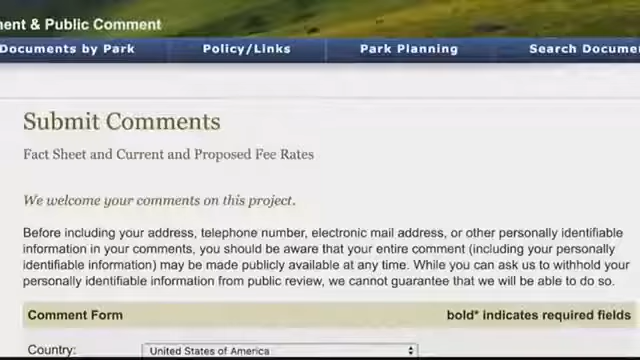 & Public Comment
Documents by Park Policy/Links Park Planning Search
Submit Comments
Fact Sheet and Current and Proposed Fee Rates
We welcome your comments on this project.
Before including your address, telephone number, electronic mail address, or other personally identifiable
information in your comments, you should be aware that your entire comment (including your personally
identifiable information) may be made publicly available at any time. While you can ask us to withhold your
personally identifiable information from public review, we cannot guarantee that we will be able to do so.
Comment Form bold* indicates required fields
Country: United States of America